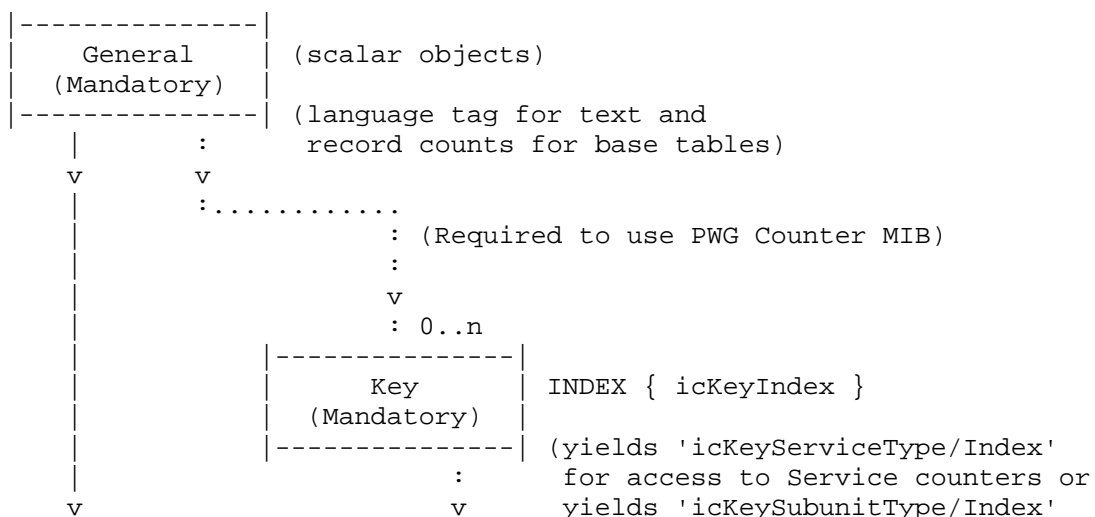 |---------------|
|    General    | (scalar objects)
|  (Mandatory)  |
|---------------| (language tag for text and
    |       :      record counts for base tables)
    v       v
    |       :............
    |                   : (Required to use PWG Counter MIB)
    |                   :
    |                   v
    |                   : 0..n
    |           |---------------|
    |           |      Key      | INDEX { icKeyIndex }
    |           |  (Mandatory)  |
    |           |---------------| (yields 'icKeyServiceType/Index'
    |                       :      for access to Service counters or
    v                       v      yields 'icKeySubunitType/Index'